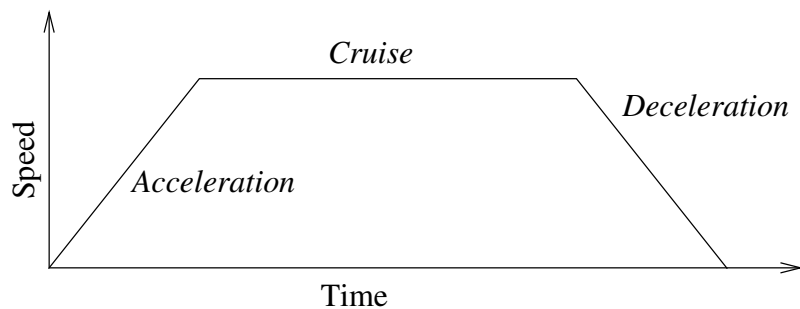 Cruise
Deceleration
Speed
Acceleration
Time